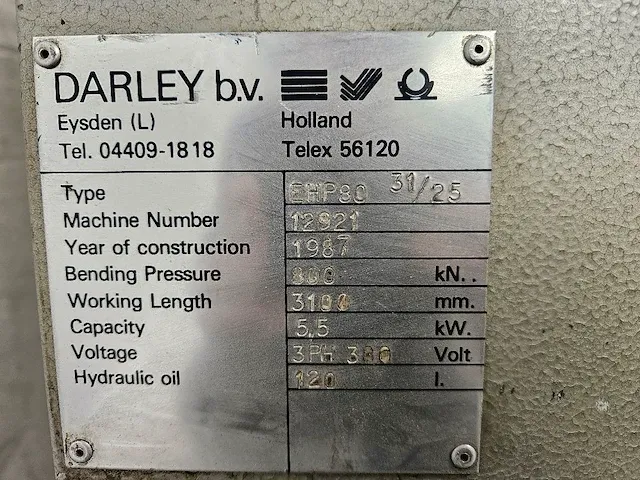 DARLEY b.v.
Eysden (L) Holland
Tel. 04409-1818 Telex 56120
Type EHP80 31/25
Machine Number 12921
Year of construction 1987
Bending Pressure 800 kN..
Working Length 3100 mm.
Capacity 5,5 kW.
Voltage 3PH 380 Volt
Hydraulic oil 120 l.